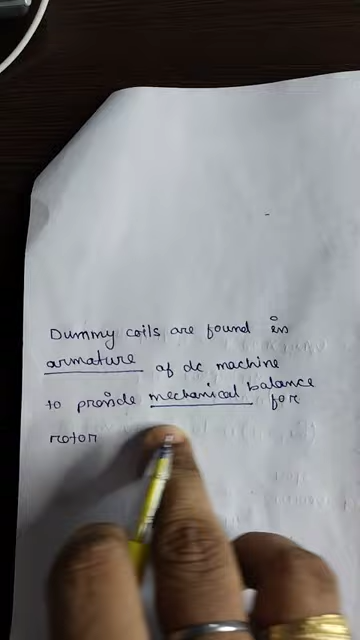 Dummy coils are found in
armature of dc machine
to provide mechanical balance for
rotor